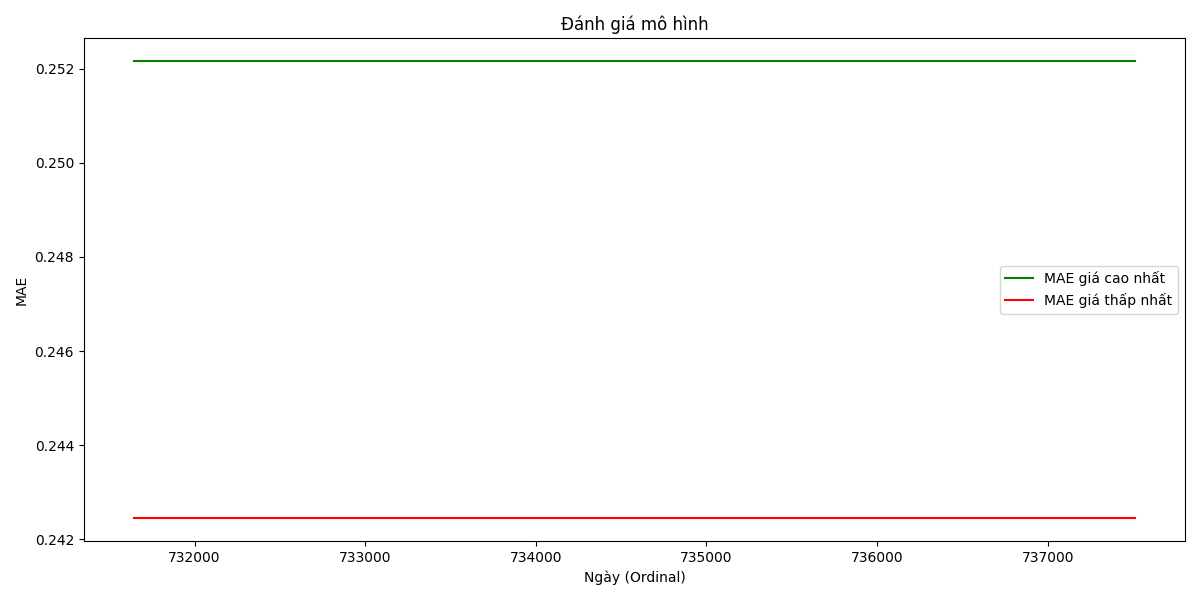 Đánh giá mô hình
0.252
0.250
0.248
0.246
0.244
0.242
MAE
MAE giá cao nhất
MAE giá thấp nhất
732000 733000 734000 735000 736000 737000
Ngày (Ordinal)